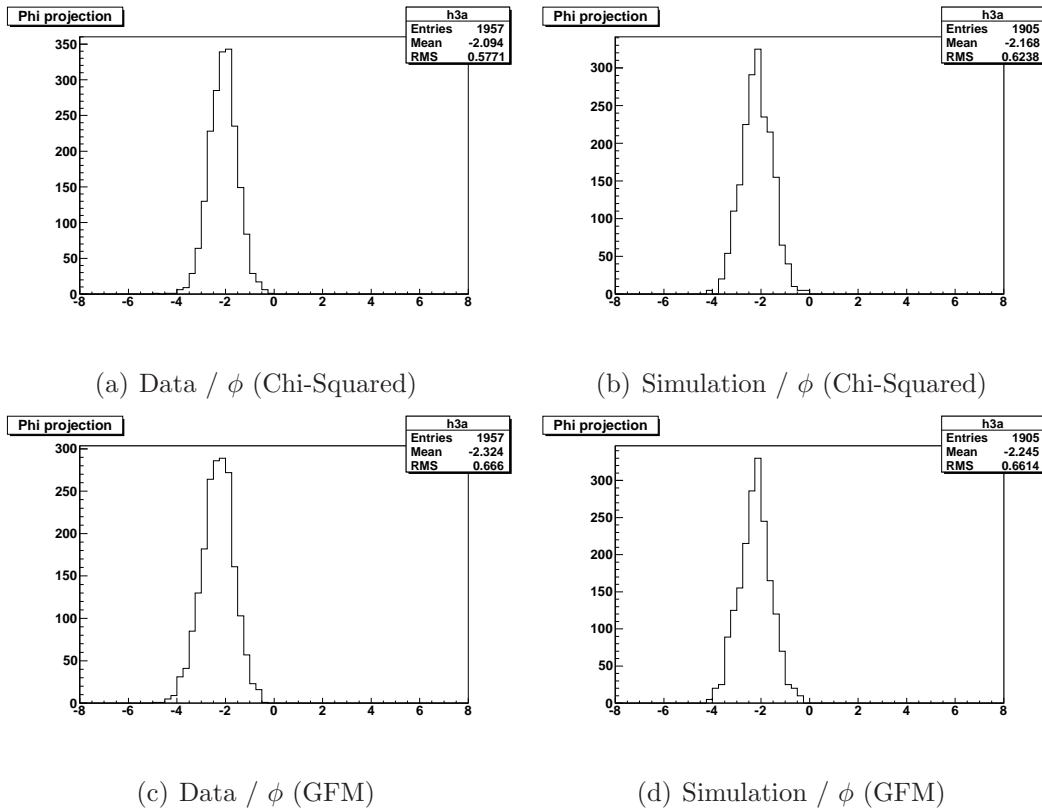 Phi projection
h3a
Entries 1957
Mean -2.094
RMS 0.5771
350
300
250
200
150
100
50
0
-8 -6 -4 -2 0 2 4 6 8
(a) Data / ϕ (Chi-Squared)
Phi projection
h3a
Entries 1905
Mean -2.168
RMS 0.6238
300
250
200
150
100
50
0
-8 -6 -4 -2 0 2 4 6 8
(b) Simulation / ϕ (Chi-Squared)
Phi projection
h3a
Entries 1957
Mean -2.324
RMS 0.666
300
250
200
150
100
50
0
-8 -6 -4 -2 0 2 4 6 8
(c) Data / ϕ (GFM)
Phi projection
h3a
Entries 1905
Mean -2.245
RMS 0.6614
300
250
200
150
100
50
0
-8 -6 -4 -2 0 2 4 6 8
(d) Simulation / ϕ (GFM)